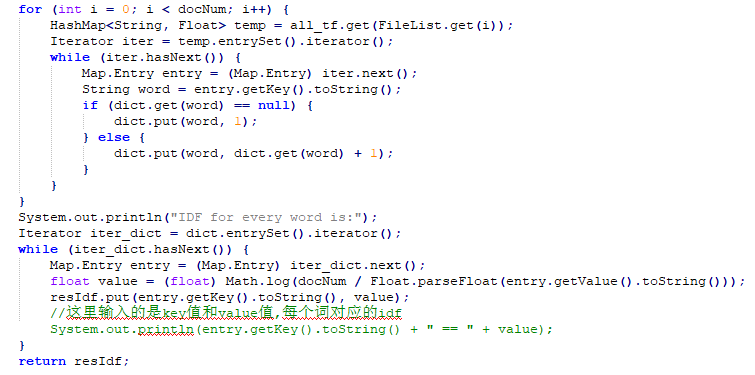 for (int i = 0; i < docNum; i++) {
HashMap<String, Float> temp = all_tf.get(FileList.get(i));
Iterator iter = temp.entrySet().iterator();
while (iter.hasNext()) {
Map.Entry entry = (Map.Entry) iter.next();
String word = entry.getKey().toString();
if (dict.get(word) == null) {
dict.put(word, 1);
} else {
dict.put(word, dict.get(word) + 1);
}
}
}
System.out.println("IDF for every word is:");
Iterator iter_dict = dict.entrySet().iterator();
while (iter_dict.hasNext()) {
Map.Entry entry = (Map.Entry) iter_dict.next();
float value = (float) Math.log(docNum / Float.parseFloat(entry.getValue().toString()));
resIdf.put(entry.getKey().toString(), value);
//这里输入的是key值和value值,每个词对应的idf
System.out.println(entry.getKey().toString() + " == " + value);
}
return resIdf;